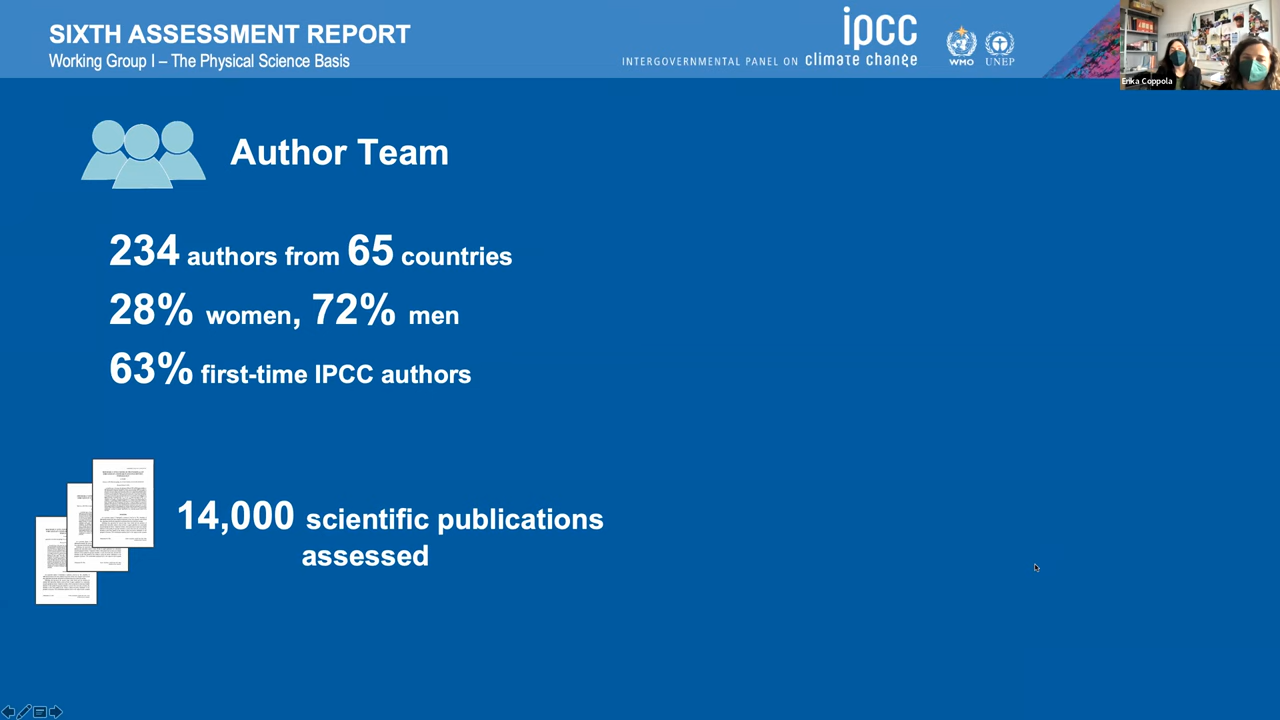 SIXTH ASSESSMENT REPORT
Working Group I – The Physical Science Basis
ipcc
INTERGOVERNMENTAL PANEL ON climate change
WMO
UNEP
Erika Coppola
Author Team
234 authors from 65 countries
28% women, 72% men
63% first-time IPCC authors
14,000 scientific publications
assessed